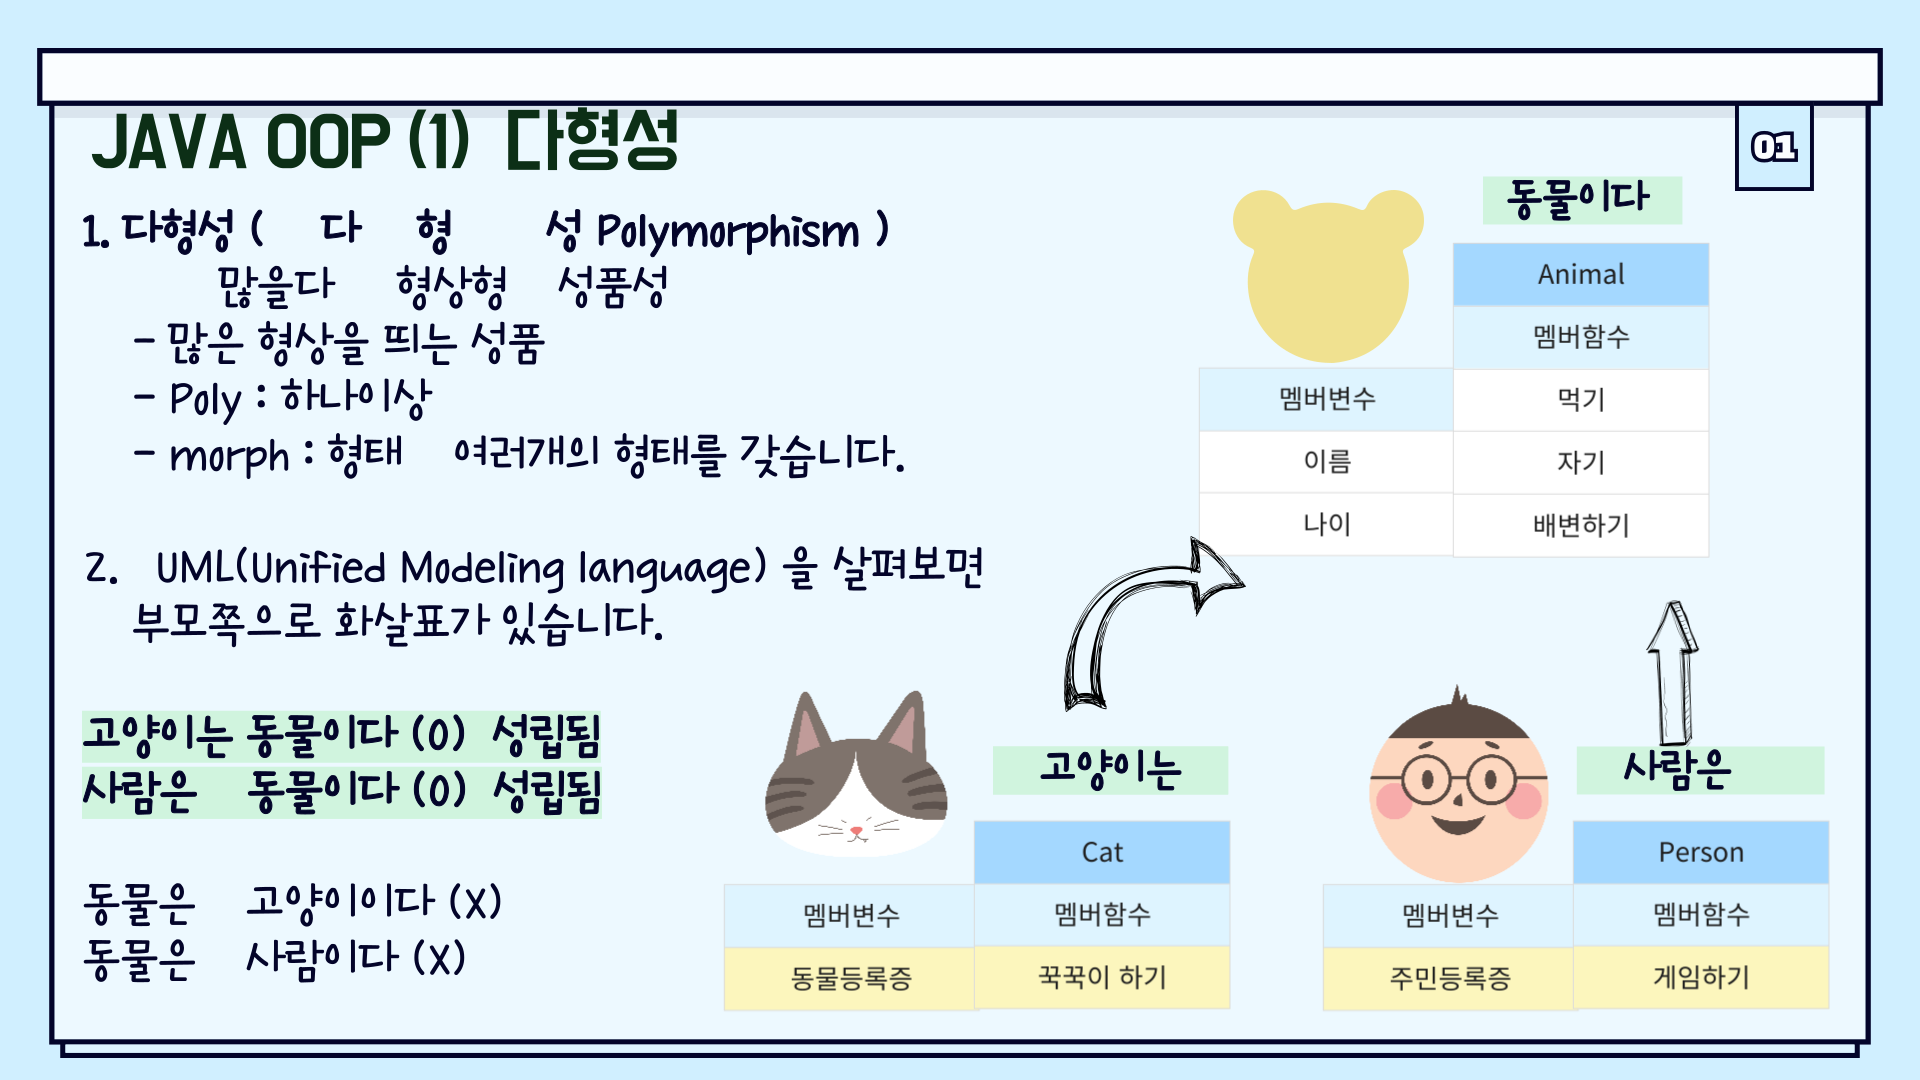 JAVA OOP (1) 다형성
01
1. 다형성 ( 다 형 성 Polymorphism )
많을다 형상형 성품성
- 많은 형상을 띄는 성품
- Poly : 하나이상
- morph : 형태 여러개의 형태를 갖습니다.
2. UML(Unified Modeling language) 을 살펴보면
부모쪽으로 화살표가 있습니다.
고양이는 동물이다 (O) 성립됨
사람은 동물이다 (O) 성립됨
동물은 고양이이다 (X)
동물은 사람이다 (X)
동물이다
Animal
멤버함수
멤버변수 먹기
이름 자기
나이 배변하기
고양이는
Cat
멤버변수 멤버함수
동물등록증 꾹꾹이 하기
사람은
Person
멤버변수 멤버함수
주민등록증 게임하기